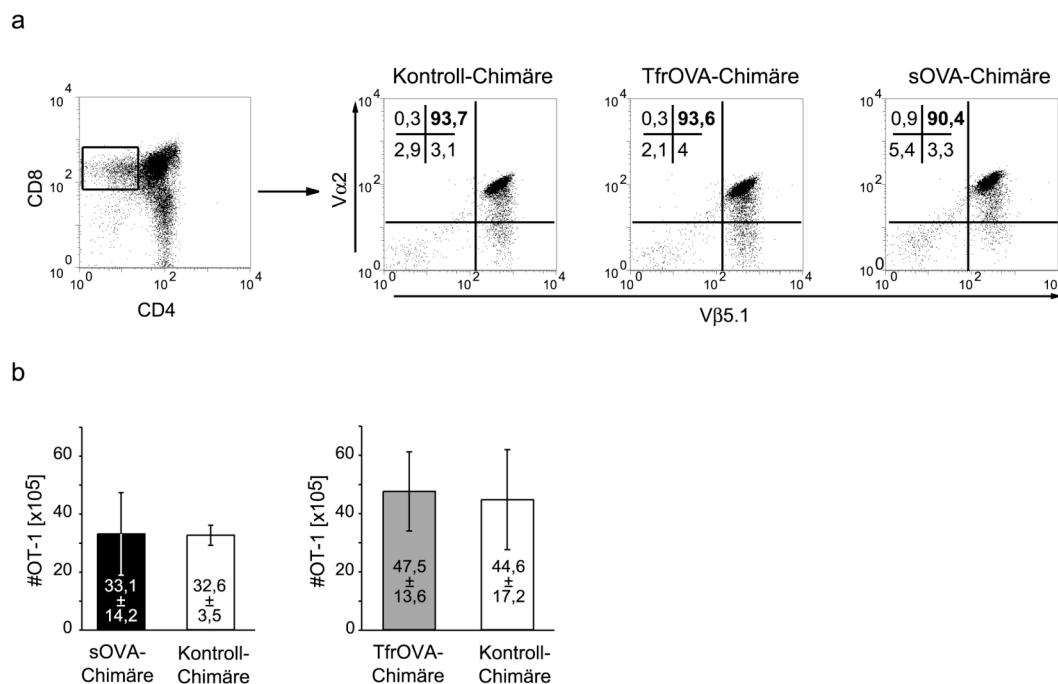 a
Kontroll-Chimäre TfrOVA-Chimäre sOVA-Chimäre
10 4 10 4 10 4 10 4
0,3 93,7 0,3 93,6 0,9 90,4
2,9 3,1 2,1 4 5,4 3,3
CD8 10 2 Vα2 10 2 10 2 10 2
10 0 10 0 10 0 10 0
10 0 10 2 10 4 10 0 10 2 10 4 10 0 10 2 10 4 10 0 10 2 10 4
CD4
Vβ5.1
b
#OT-1 [x105]
60
40
20
0
33,1
±
14,2
32,6
±
3,5
sOVA-
Chimäre
Kontroll-
Chimäre
#OT-1 [x105]
60
40
20
0
47,5
±
13,6
44,6
±
17,2
TfrOVA-
Chimäre
Kontroll-
Chimäre